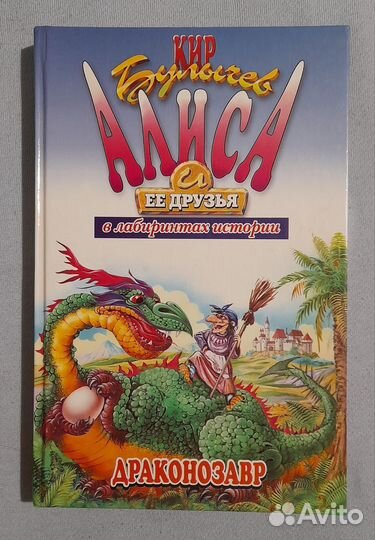 КИР
Булычев
АЛИСА
И
ЕЕ ДРУЗЬЯ
в лабиринтах истории
ДРАКОНОЗАВР
Avito